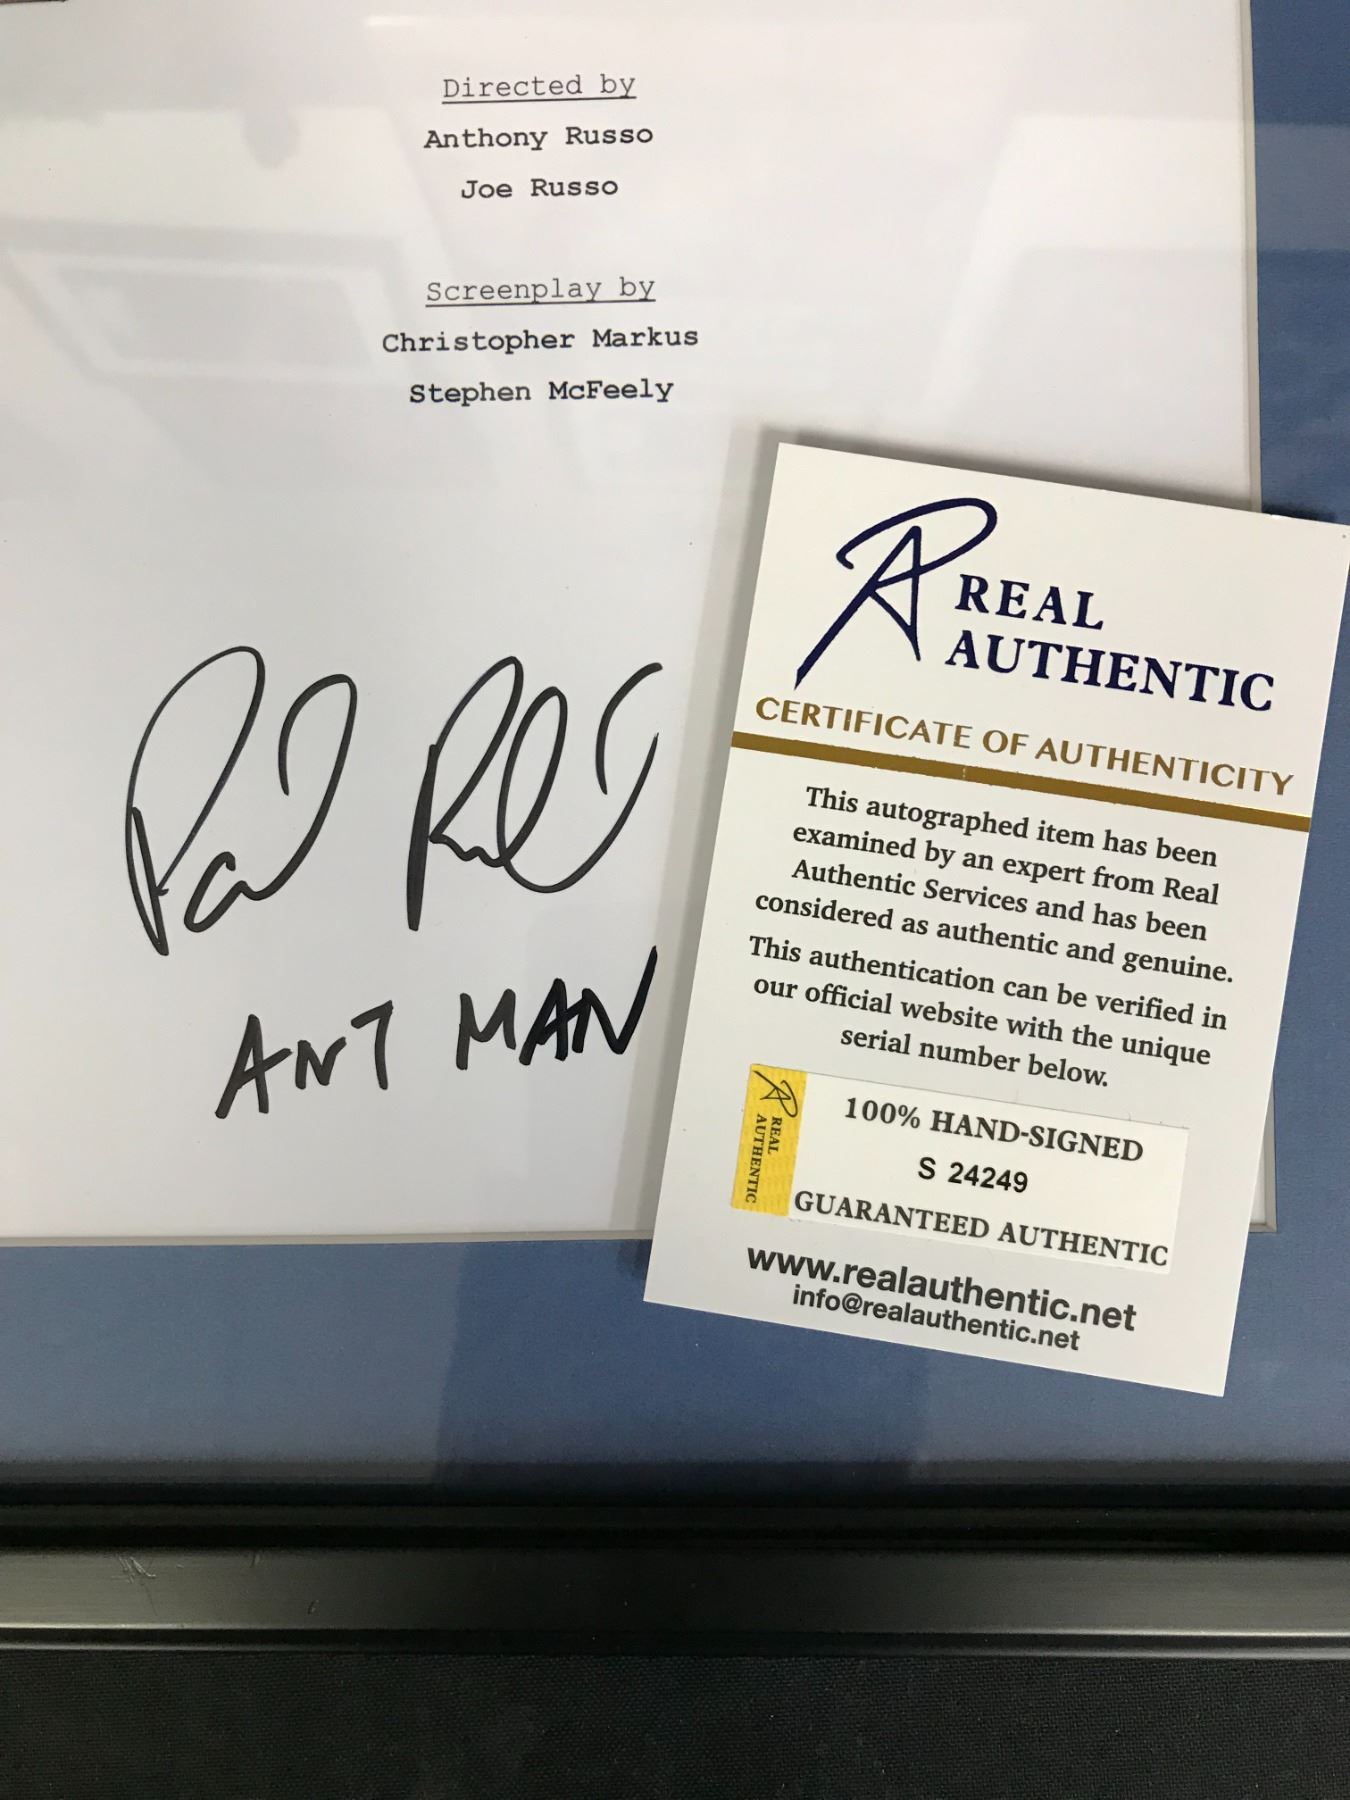 Directed by
Anthony Russo
Joe Russo
Screenplay by
Christopher Markus
Stephen McFeely
ANT MAN
REAL
AUTHENTIC
CERTIFICATE OF AUTHENTICITY
This autographed item has been
examined by an expert from Real
Authentic Services and has been
considered as authentic and genuine.
This authentication can be verified in
our official website with the unique
serial number below.
REAL
AUTHENTIC
100% HAND-SIGNED
S 24249
GUARANTEED AUTHENTIC
www.realauthentic.net
info@realauthentic.net